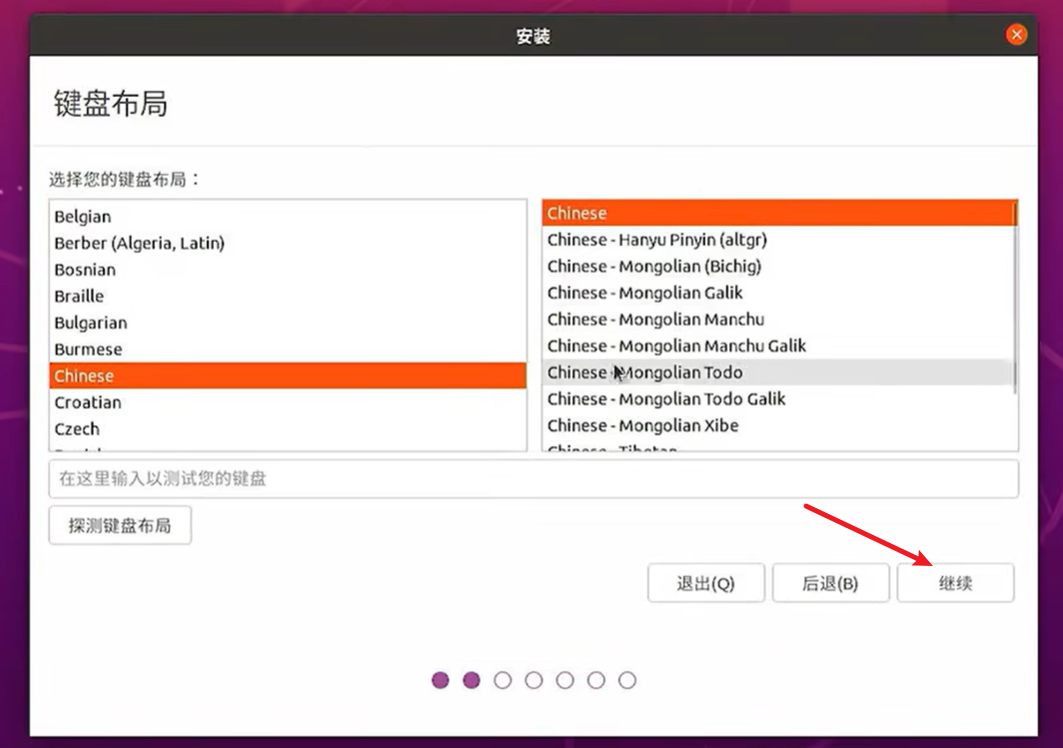 安装
键盘布局
选择您的键盘布局：
Belgian
Berber (Algeria, Latin)
Bosnian
Braille
Bulgarian
Burmese
Chinese
Croatian
Czech
Chinese
Chinese - Hanyu Pinyin (altgr)
Chinese - Mongolian (Bichig)
Chinese - Mongolian Galik
Chinese - Mongolian Manchu
Chinese - Mongolian Manchu Galik
Chinese - Mongolian Todo
Chinese - Mongolian Todo Galik
Chinese - Mongolian Xibe
Chinese - Tibetan
在这里输入以测试您的键盘
探测键盘布局
退出(Q)
后退(B)
继续